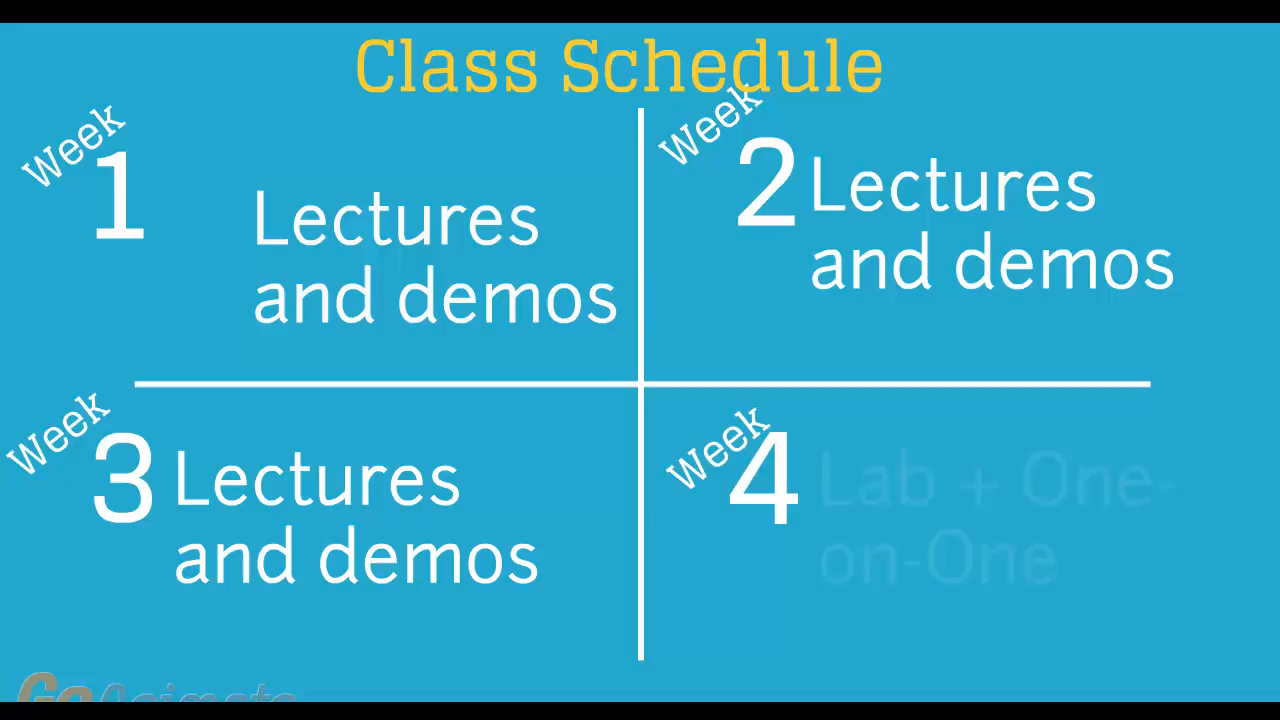 Class Schedule
Week
1
Lectures
and demos
Week
2
Lectures
and demos
Week
3
Lectures
and demos
Week
4
Lab + One-
on-One
GoAnimate